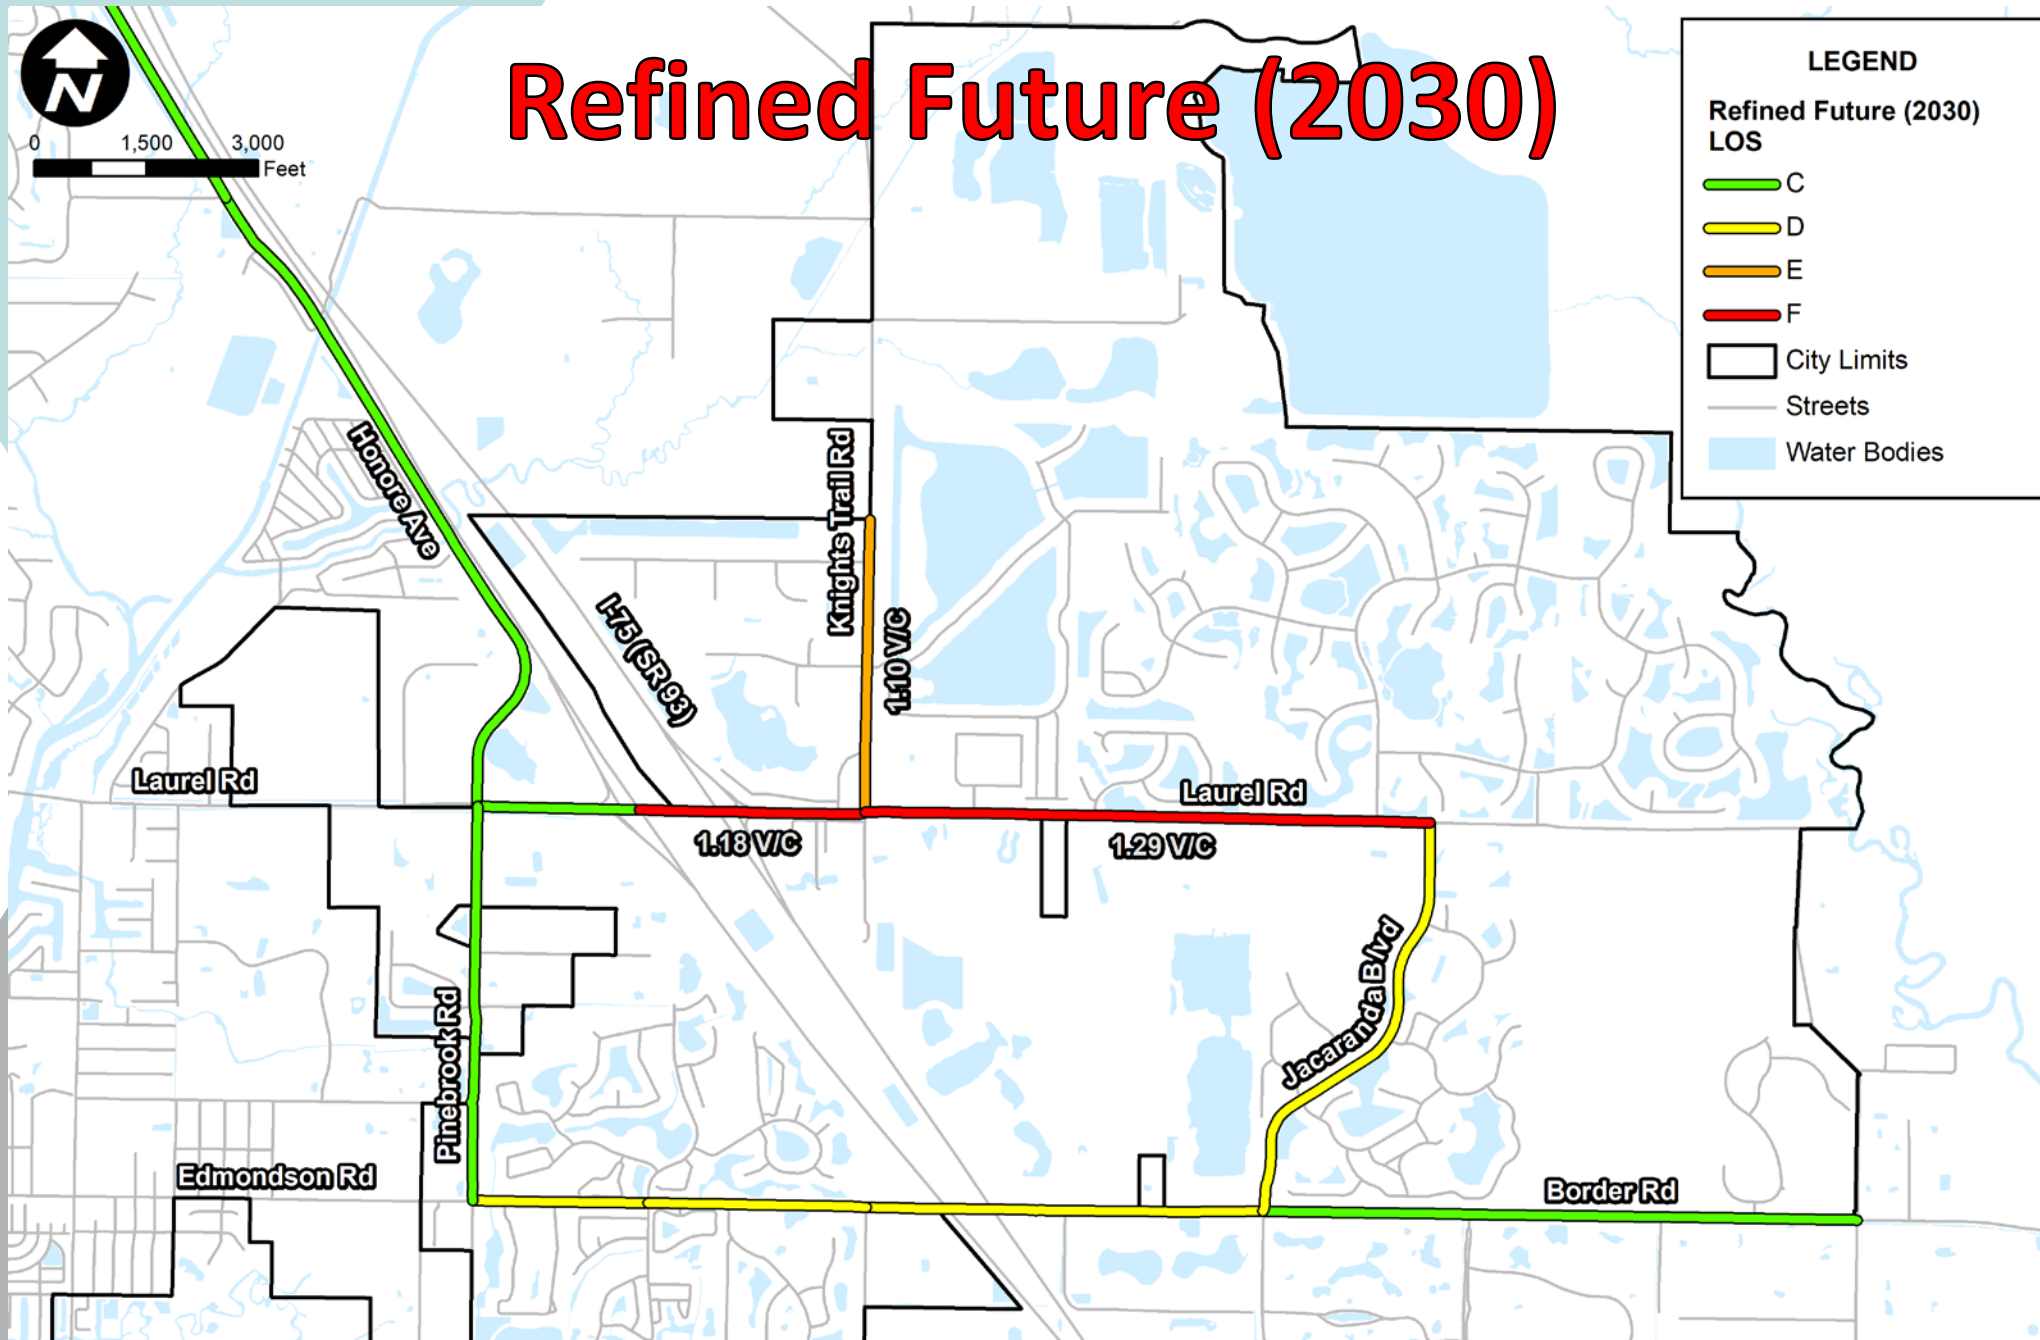 Refined Future (2030)
N
0 1,500 3,000
Feet
LEGEND
Refined Future (2030)
LOS
C
D
E
F
City Limits
Streets
Water Bodies
Honore Ave
Knights Trail Rd
I-75 (SR 93)
1.10 V/C
Laurel Rd
Laurel Rd
1.18 V/C
1.29 V/C
Jacaranda Blvd
Pinebrook Rd
Edmondson Rd
Border Rd